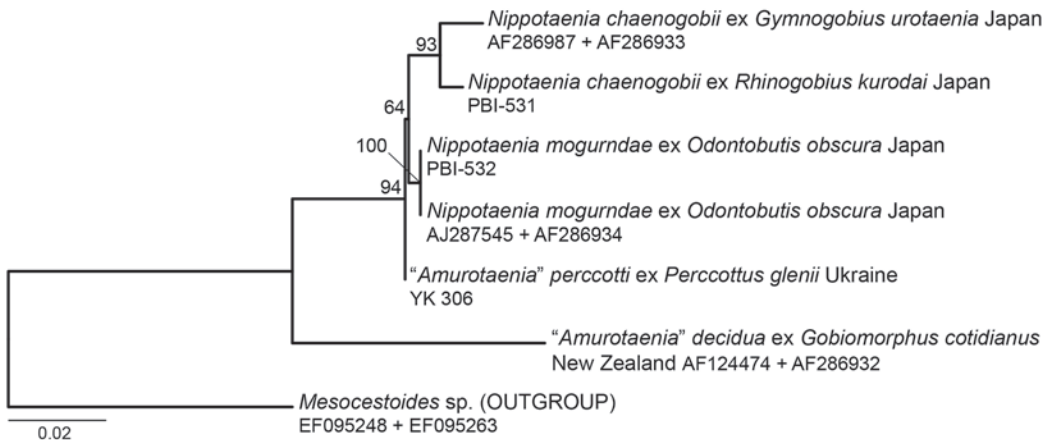 Nippotaenia chaenogobii ex Gymnogobius urotaenia Japan
AF286987 + AF286933
93
Nippotaenia chaenogobii ex Rhinogobius kurodai Japan
PBI-531
64
100
Nippotaenia mogurndae ex Odontobutis obscura Japan
PBI-532
94
Nippotaenia mogurndae ex Odontobutis obscura Japan
AJ287545 + AF286934
“Amurotaenia” perccotti ex Perccottus glenii Ukraine
YK 306
“Amurotaenia” decidua ex Gobiomorphus cotidianus
New Zealand AF124474 + AF286932
Mesocestoides sp. (OUTGROUP)
EF095248 + EF095263
0.02